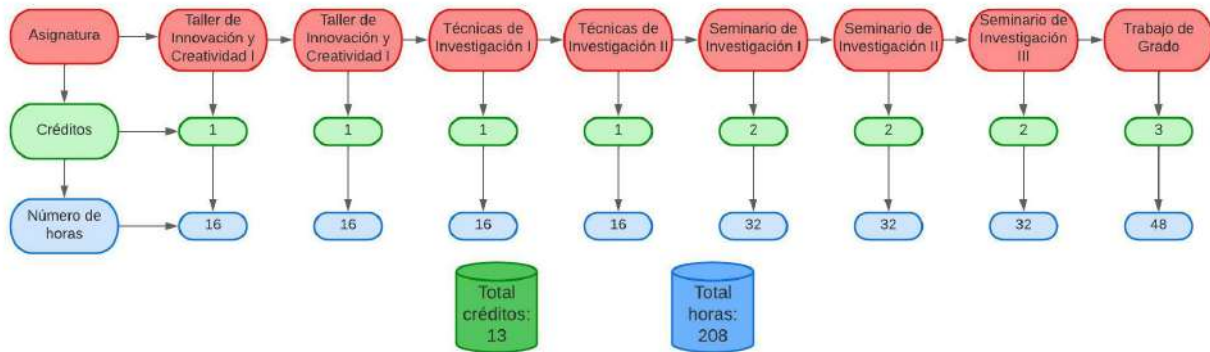 Asignatura
Taller de
Innovación y
Creatividad I
Taller de
Innovación y
Creatividad I
Técnicas de
Investigación I
Técnicas de
Investigación II
Seminario de
Investigación I
Seminario de
Investigación II
Seminario de
Investigación
III
Trabajo de
Grado
Créditos
1
1
1
1
2
2
2
3
Número de
horas
16
16
16
16
32
32
32
48
Total
créditos:
13
Total
horas:
208